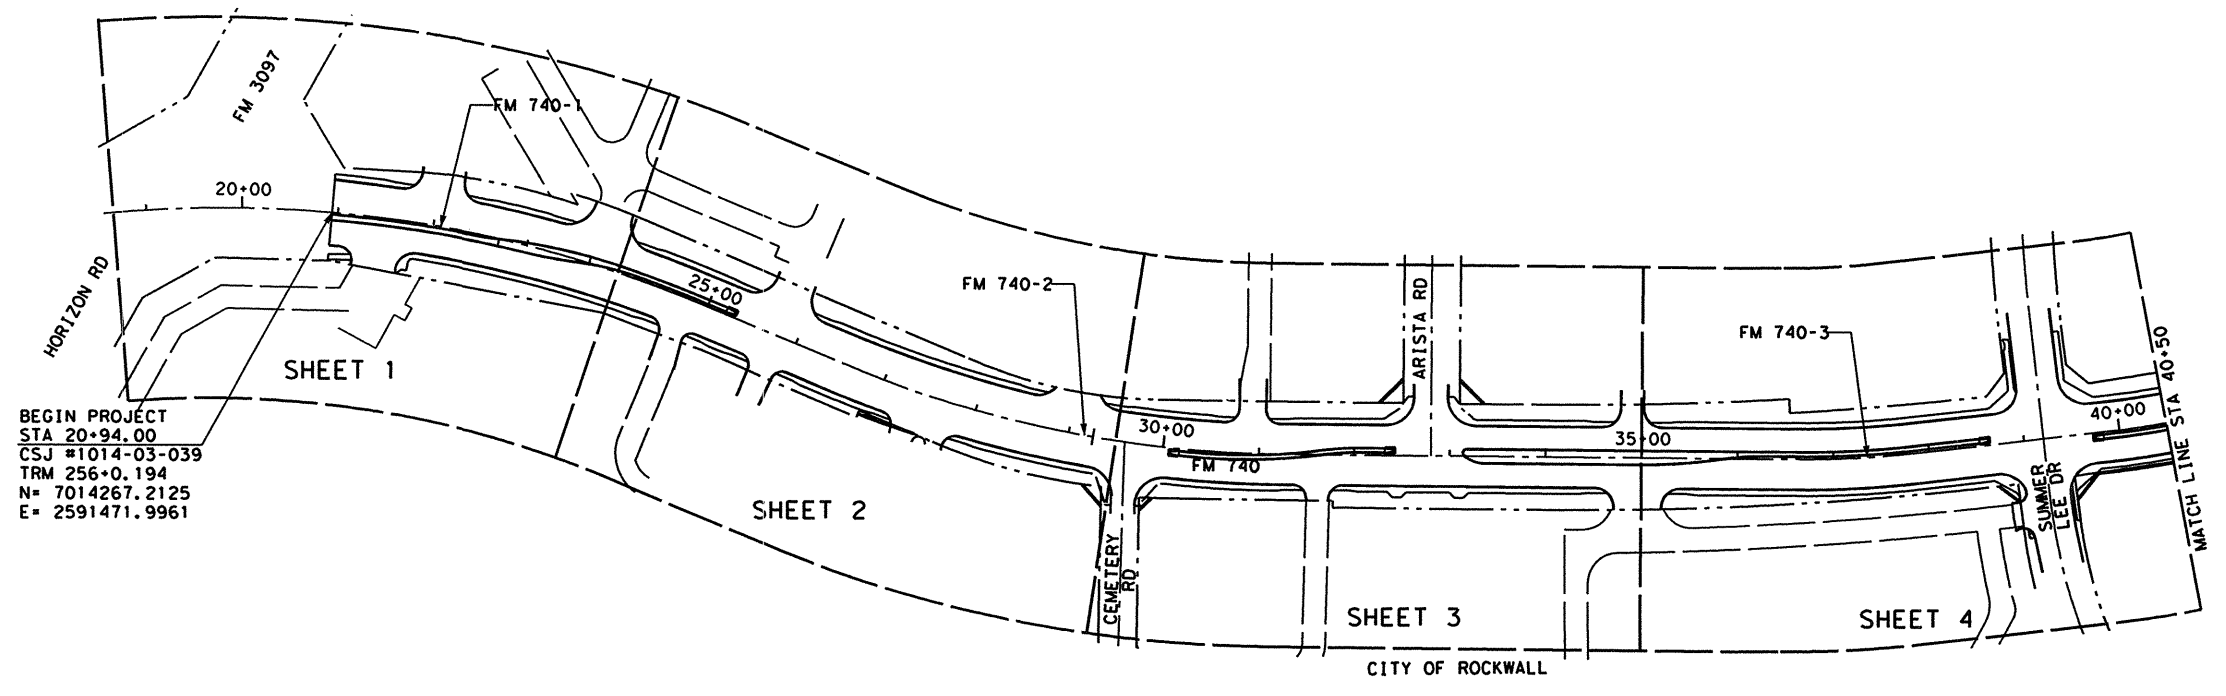 FM 3097
FM 740-1
20+00
25+00
HORIZON RD
SHEET 1
BEGIN PROJECT
STA 20+94.00
CSJ #1014-03-039
TRM 256+0.194
N= 7014267.2125
E= 2591471.9961
FM 740-2
SHEET 2
30+00
FM 740
CEMETERY
RD
ARISTA RD
35+00
SHEET 3
CITY OF ROCKWALL
FM 740-3
SUMMER
LEE DR
40+00
SHEET 4
MATCH LINE STA 40+50